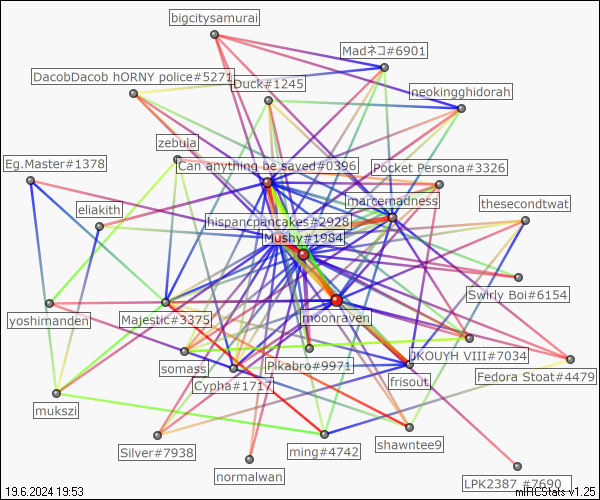 bigcitysamurai
Madネコ#6901
DacobDacob hORNY police#5271
Duck#1245
neokingghidorah
zebula
Eg.Master#1378
Can anything be saved#0396
Pocket Persona#3326
marcemadness
thesecondtwat
eliakith
hispancpancakes#2928
Mushy#1984
Swirly Boi#6154
yoshimanden
Majestic#3375
moonraven
somass
Pikabro#9971
JKOUYH VIII#7034
Cypha#1717
frisout
Fedora Stoat#4479
mukszi
Silver#7938
ming#4742
shawntee9
normalwan
LPK2387 #7690
19.6.2024 19:53
mIRCStats v1.25